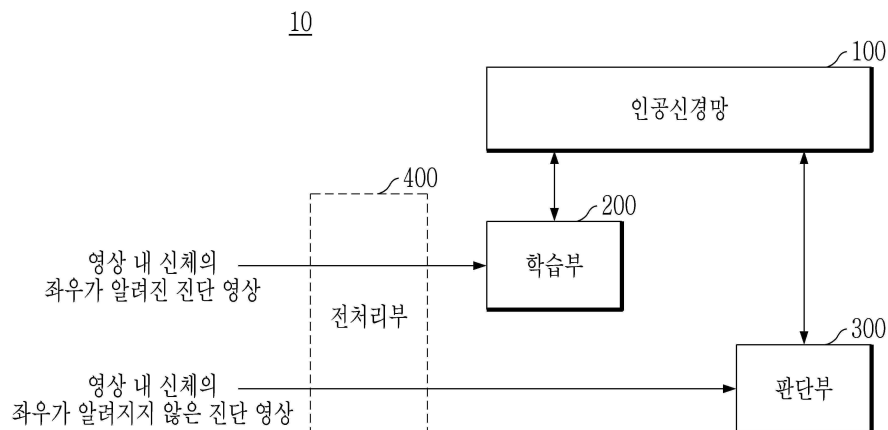 10
100
인공신경망
400
200
영상 내 신체의
좌우가 알려진 진단 영상
학습부
전처리부
300
영상 내 신체의
좌우가 알려지지 않은 진단 영상
판단부